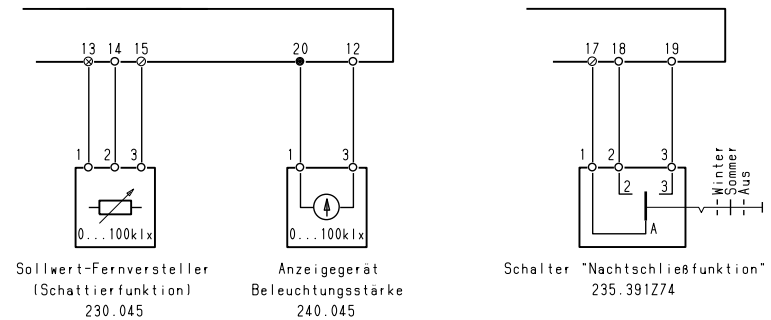 13 14 15 20 12 17 18 19
1 2 3 1 3 1 2 3
2 3
Winter
Sommer
Aus
A
0...100klx 0...100klx
Sollwert-Fernversteller Anzeigegerät Schalter "Nachtschließfunktion"
(Schattierfunktion) Beleuchtungsstärke 235.391Z74
230.045 240.045